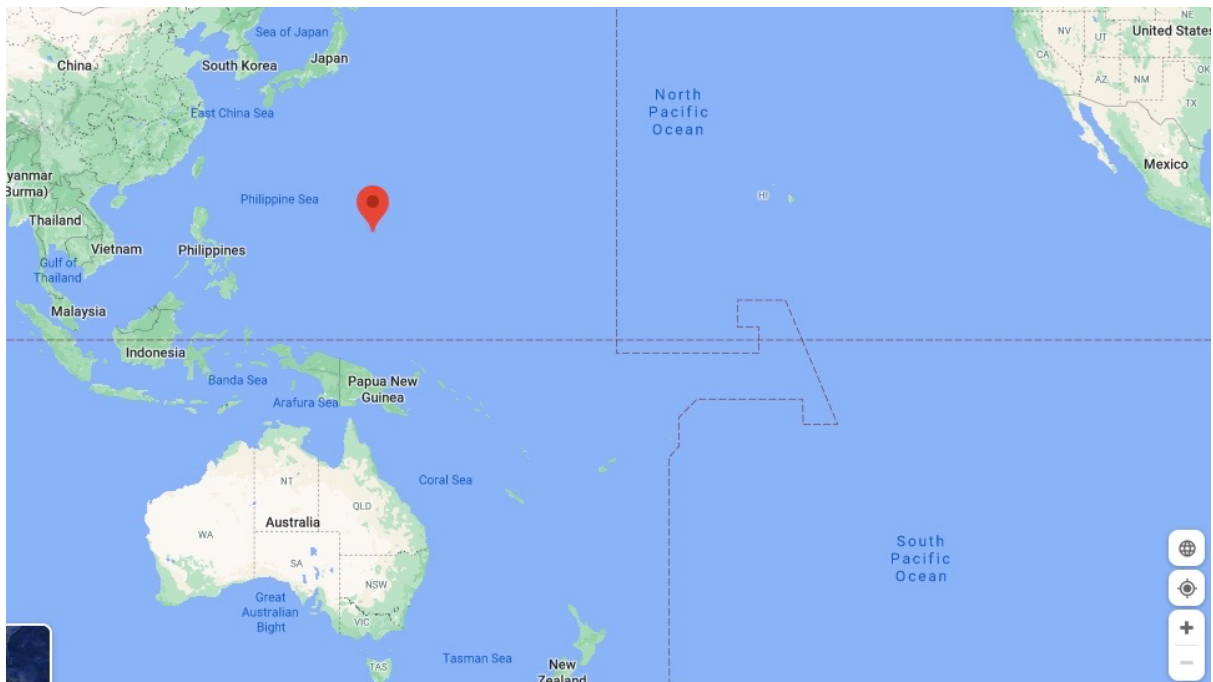 Sea of Japan
China
South Korea
Japan
East China Sea
North
Pacific
Ocean
NV
UT
NE
United States
CA
AZ
NM
OK
TX
Mexico
yanmar
Burma)
Thailand
Vietnam
Gulf of
Thailand
Philippine Sea
Philippines
HI
Malaysia
Indonesia
Banda Sea
Arafura Sea
Papua New
Guinea
Coral Sea
NT
QLD
WA
Australia
SA
NSW
VIC
TAS
Great
Australian
Bight
Tasman Sea
New
Zealand
South
Pacific
Ocean